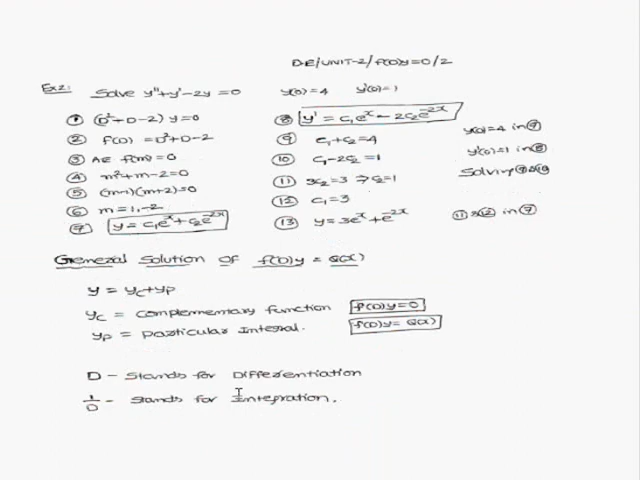 D.E/UNIT-2/f(D)y=0/2
Ex2: Solve y''+y'-2y=0 y(0)=4 y'(0)=1
① (D²+D-2)y=0
② f(D)=D²+D-2
③ AE f(m)=0
④ m²+m-2=0
⑤ (m-1)(m+2)=0
⑥ m=1,-2
⑦ y=c₁eˣ+c₂e⁻²ˣ
⑧ y'=c₁eˣ-2c₂e⁻²ˣ
⑨ c₁+c₂=4 y(0)=4 in ⑦
⑩ c₁-2c₂=1 y'(0)=1 in ⑧
⑪ 3c₂=3 ⇒ c₂=1 Solving ⑨ & ⑩
⑫ c₁=3
⑬ y=3eˣ+e⁻²ˣ ⑪ & ⑫ in ⑦
General Solution of f(D)y=Q(x)
y=yc+yp
yc = complementary function f(D)y=0
yp = particular Integral. f(D)y=Q(x)
D - Stands for Differentiation
1/D - Stands for Integration.